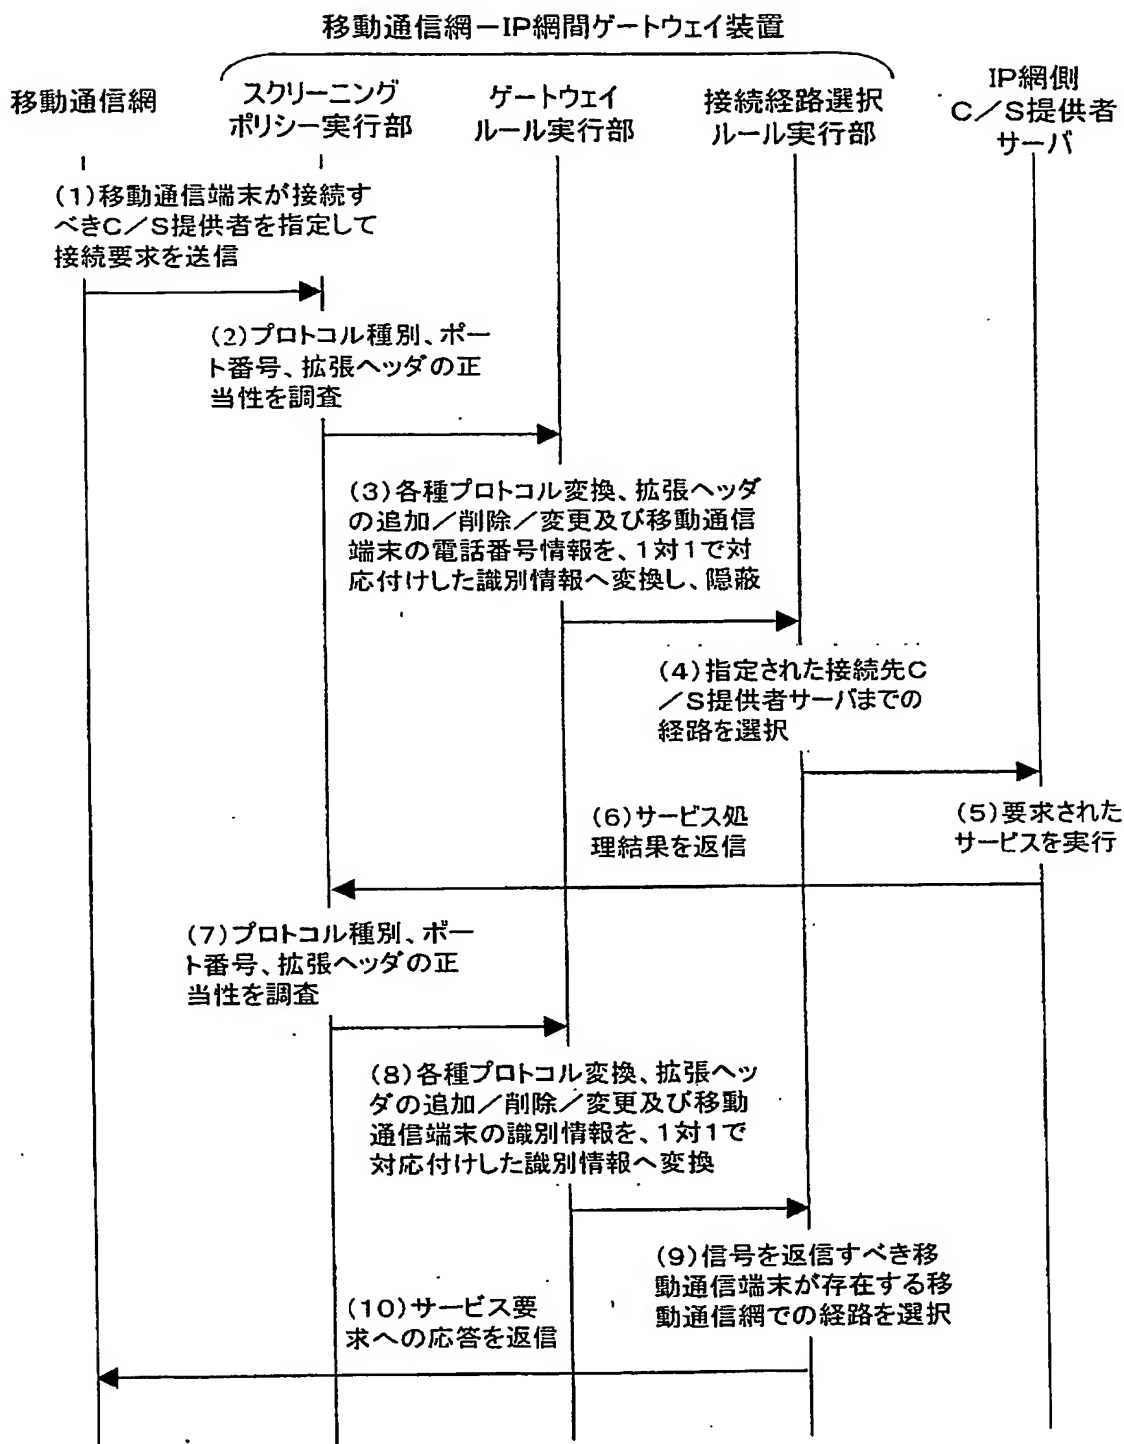 移動通信網－IP網間ゲートウェイ装置
移動通信網
スクリーニング
ポリシー実行部
ゲートウェイ
ルール実行部
接続経路選択
ルール実行部
IP網側
C／S提供者
サーバ
(1)移動通信端末が接続す
べきC／S提供者を指定して
接続要求を送信
(2)プロトコル種別、ポー
ト番号、拡張ヘッダの正
当性を調査
(3)各種プロトコル変換、拡張ヘッダ
の追加／削除／変更及び移動通信
端末の電話番号情報を、1対1で対
応付けした識別情報へ変換し、隠蔽
(4)指定された接続先C
／S提供者サーバまでの
経路を選択
(5)要求された
サービスを実行
(6)サービス処
理結果を返信
(7)プロトコル種別、ポー
ト番号、拡張ヘッダの正
当性を調査
(8)各種プロトコル変換、拡張ヘッ
ダの追加／削除／変更及び移動
通信端末の識別情報を、1対1で
対応付けした識別情報へ変換
(9)信号を返信すべき移
動通信端末が存在する移
動通信網での経路を選択
(10)サービス要
求への応答を返信